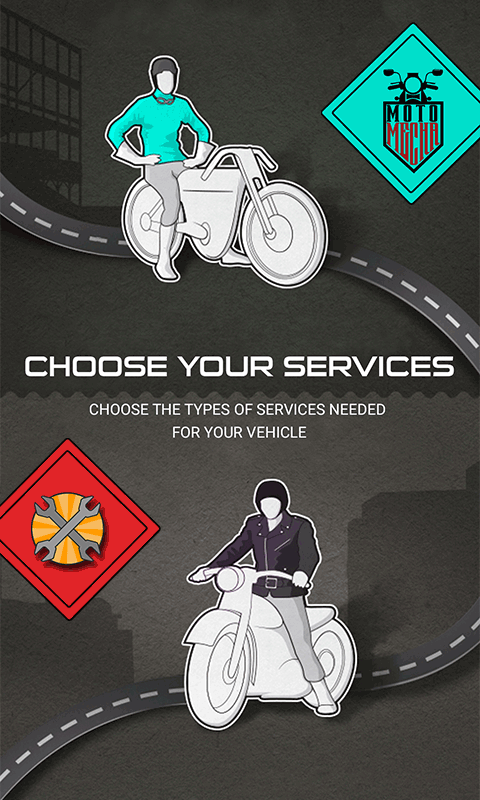 MOTO
MECHA
CHOOSE YOUR SERVICES
CHOOSE THE TYPES OF SERVICES NEEDED
FOR YOUR VEHICLE